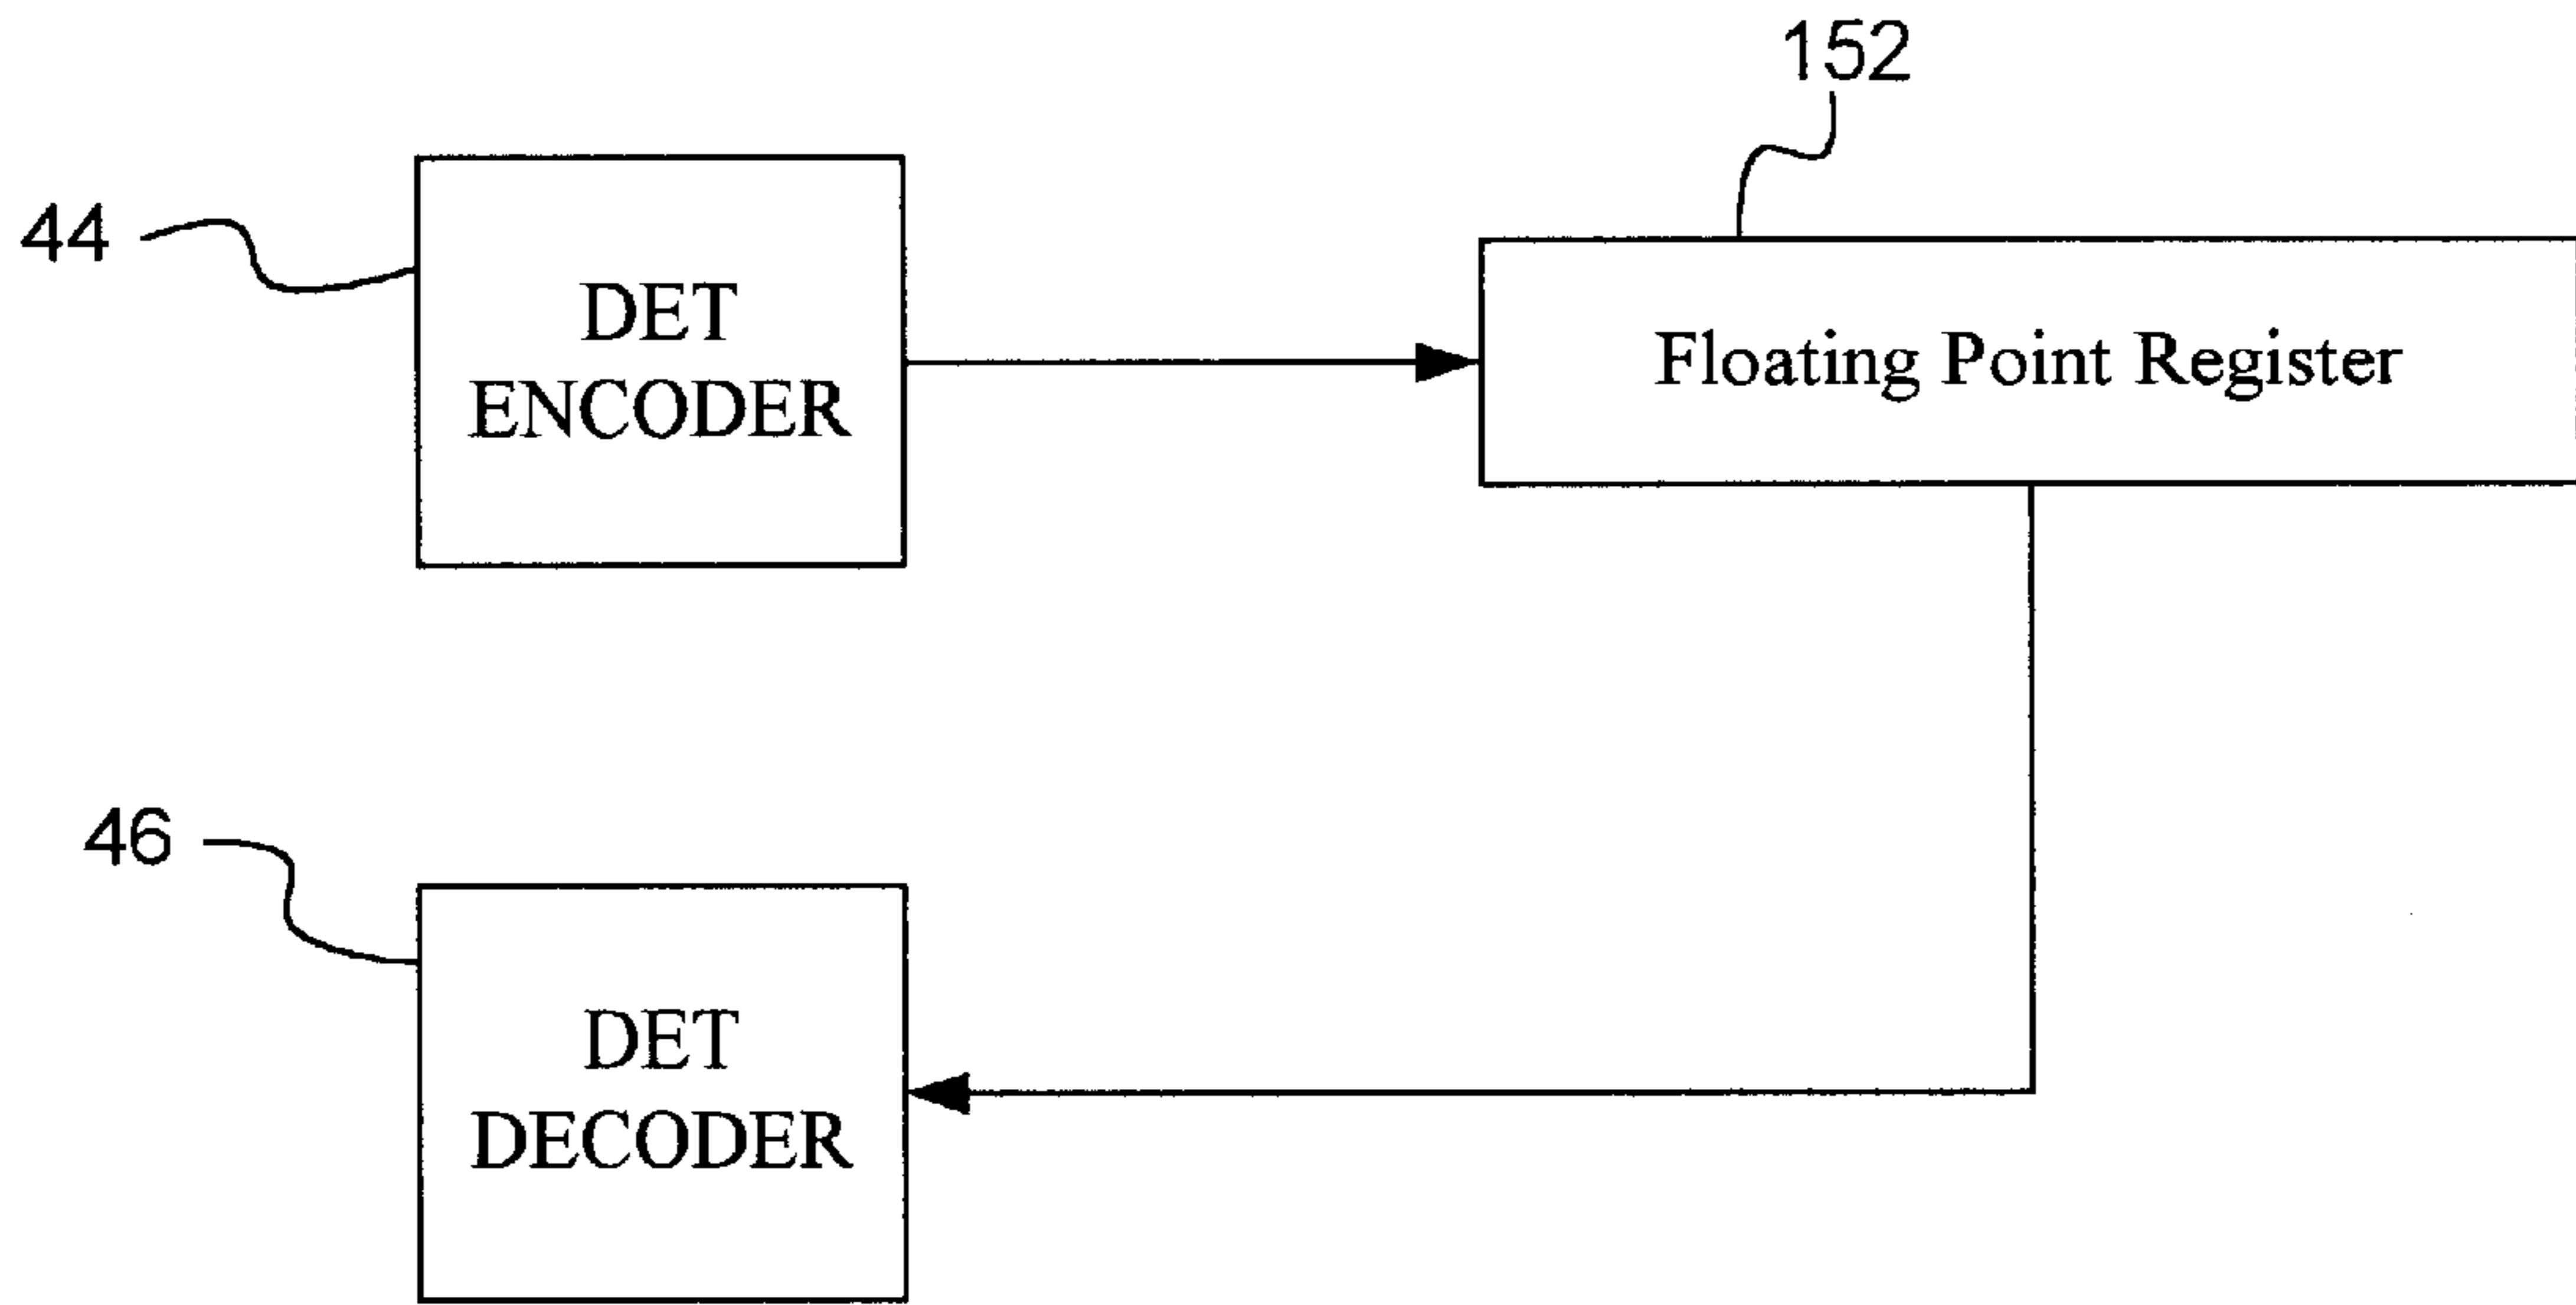 152
44
DET
ENCODER
Floating Point Register
46
DET
DECODER